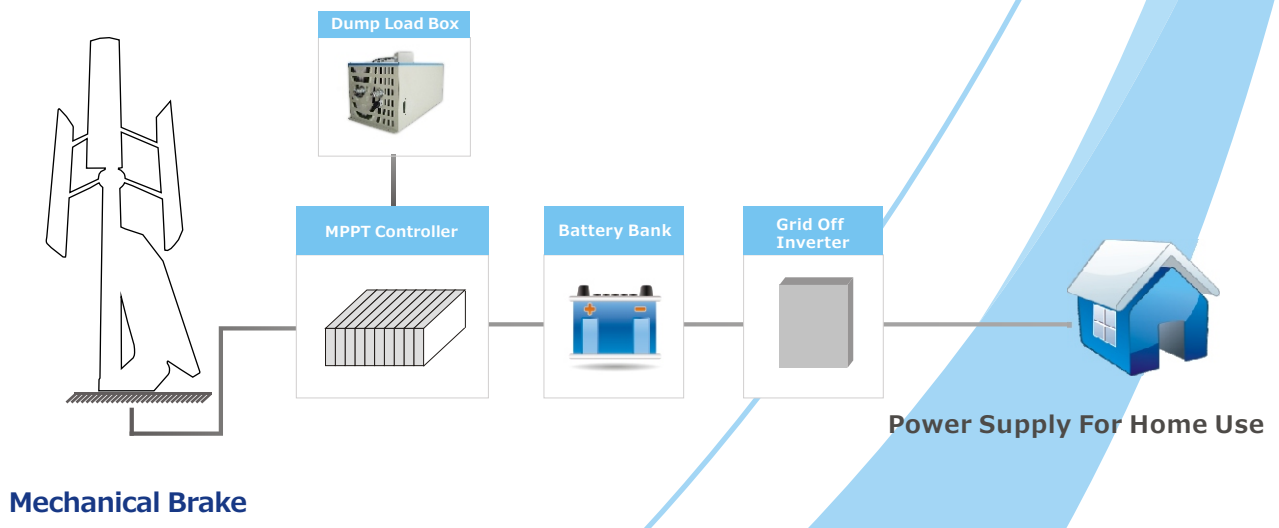 Dump Load Box
MPPT Controller
Battery Bank
Grid Off
Inverter
Power Supply For Home Use
Mechanical Brake